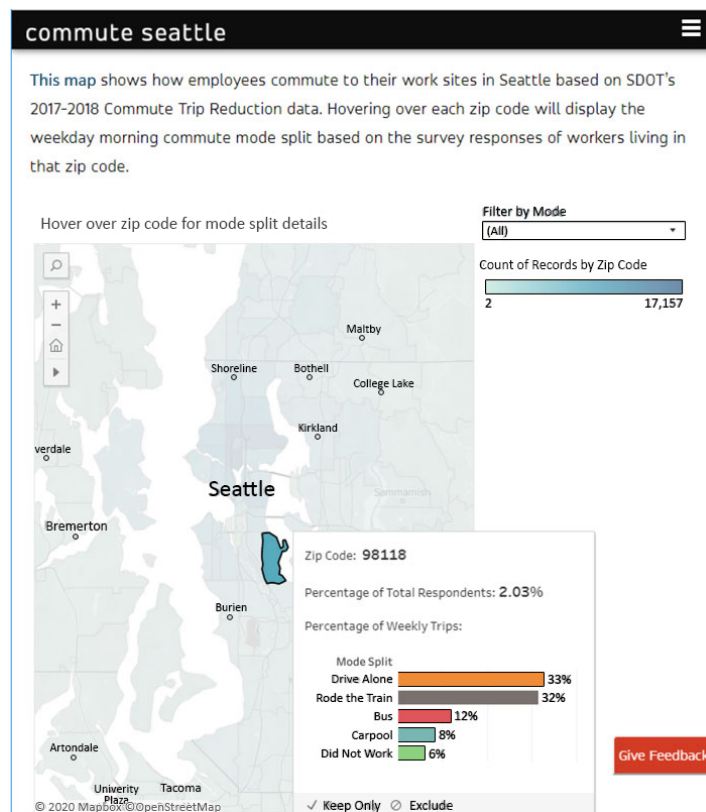 commute seattle
This map shows how employees commute to their work sites in Seattle based on SDOT's
2017-2018 Commute Trip Reduction data. Hovering over each zip code will display the
weekday morning commute mode split based on the survey responses of workers living in
that zip code.
Hover over zip code for mode split details
Filter by Mode
(All)
Count of Records by Zip Code
2 17,157
Maltby
Shoreline
Bothell
College Lake
Kirkland
verdale
Seattle
Sammamish
Bremerton
Burien
Zip Code: 98118
Percentage of Total Respondents: 2.03%
Percentage of Weekly Trips:
Mode Split
Drive Alone 33%
Rode the Train 32%
Bus 12%
Carpool 8%
Did Not Work 6%
✓ Keep Only ⊘ Exclude
Artondale
Univerity
Plaza
Tacoma
© 2020 Mapbox © OpenStreetMap
Give Feedback